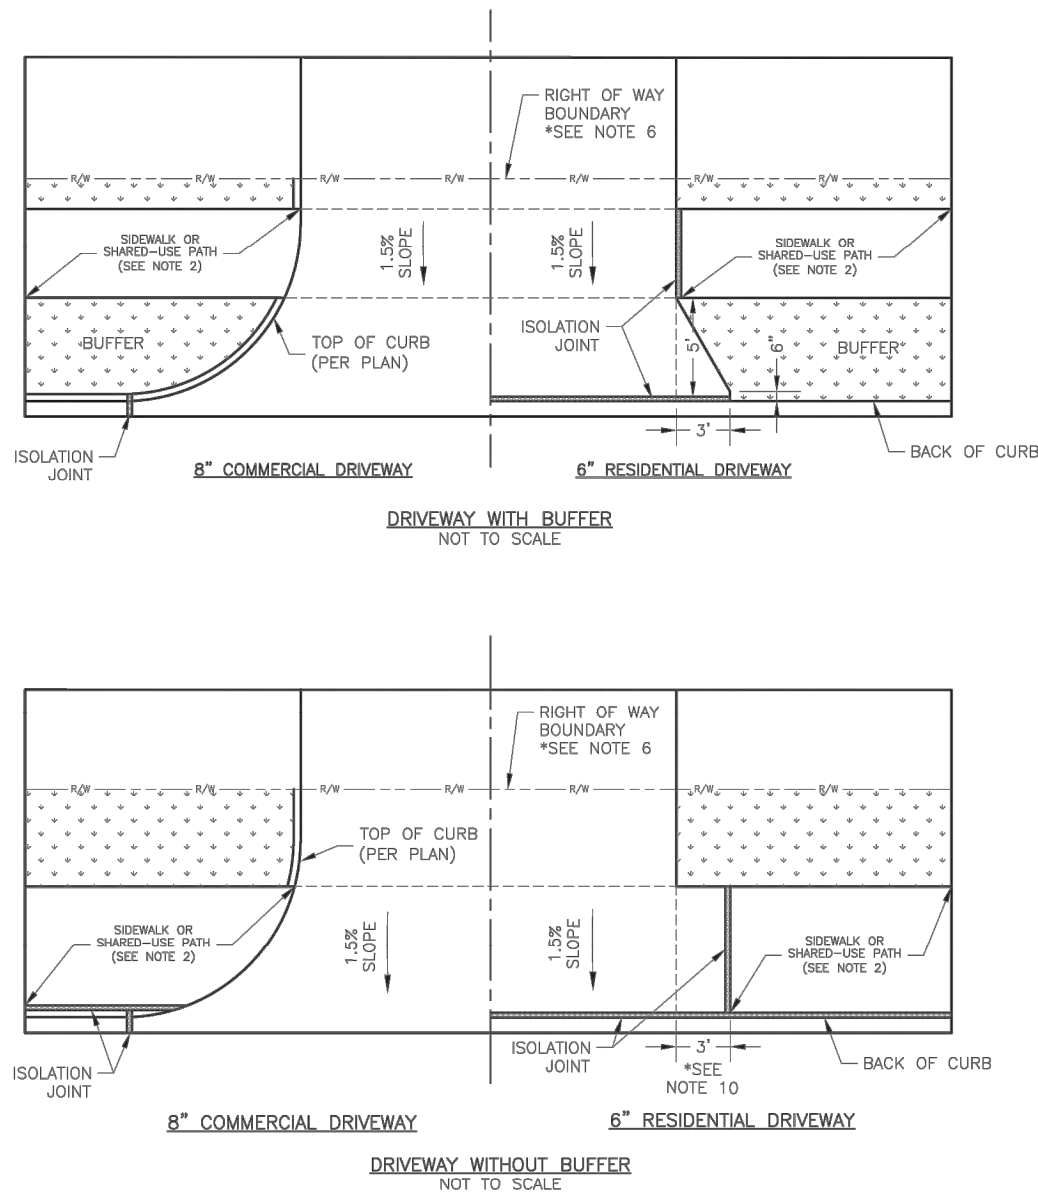 RIGHT OF WAY
BOUNDARY
*SEE NOTE 6
R/W R/W R/W R/W R/W R/W R/W
SIDEWALK OR
SHARED-USE PATH
(SEE NOTE 2)
1.5%
SLOPE
1.5%
SLOPE
SIDEWALK OR
SHARED-USE PATH
(SEE NOTE 2)
BUFFER
TOP OF CURB
(PER PLAN)
ISOLATION
JOINT
5'
6"
BUFFER
3'
ISOLATION
JOINT
BACK OF CURB
8" COMMERCIAL DRIVEWAY
6" RESIDENTIAL DRIVEWAY
DRIVEWAY WITH BUFFER
NOT TO SCALE
RIGHT OF WAY
BOUNDARY
*SEE NOTE 6
R/W R/W R/W R/W R/W R/W R/W
TOP OF CURB
(PER PLAN)
SIDEWALK OR
SHARED-USE PATH
(SEE NOTE 2)
1.5%
SLOPE
1.5%
SLOPE
SIDEWALK OR
SHARED-USE PATH
(SEE NOTE 2)
ISOLATION
JOINT
ISOLATION
JOINT
3'
*SEE
NOTE 10
BACK OF CURB
8" COMMERCIAL DRIVEWAY
6" RESIDENTIAL DRIVEWAY
DRIVEWAY WITHOUT BUFFER
NOT TO SCALE